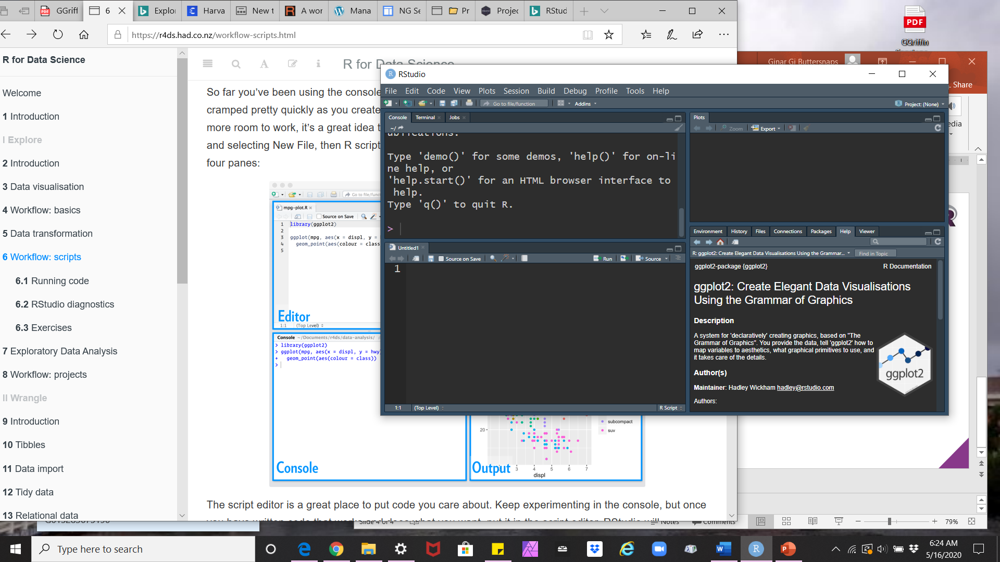 GGriff
6
Explor
Harva
New t
A wor
Mana
NG Se
Pr
Projec
RStud
https://r4ds.had.co.nz/workflow-scripts.html
PDF
GGriffin
R for Data Science
Welcome
1 Introduction
I Explore
2 Introduction
3 Data visualisation
4 Workflow: basics
5 Data transformation
6 Workflow: scripts
6.1 Running code
6.2 RStudio diagnostics
6.3 Exercises
7 Exploratory Data Analysis
8 Workflow: projects
II Wrangle
9 Introduction
10 Tibbles
11 Data import
12 Tidy data
13 Relational data
R for Data Science
So far you've been using the console
cramped pretty quickly as you create
more room to work, it's a great idea t
and selecting New File, then R script
four panes:
Go to file/func
mpg-plot.R
Source on Save
1 library(ggplot2)
2
3 ggplot(mpg, aes(x = displ, y =
4 geom_point(aes(colour = class
5
Editor
1:1 (Top Level)
Console ~/Documents/r4ds/data-analysis/
> library(ggplot2)
> ggplot(mpg, aes(x = displ, y = hwy
+ geom_point(aes(colour = class))
>
Console
subcompact
suv
20
3 4 5 6 7
displ
Output
The script editor is a great place to put code you care about. Keep experimenting in the console, but once
Ginar Gi Buttersnaps
Share
edia
RStudio
File Edit Code View Plots Session Build Debug Profile Tools Help
Go to file/function
Addins
Project: (None)
Console Terminal Jobs
~/
ublications.
Type 'demo()' for some demos, 'help()' for on-li
ne help, or
'help.start()' for an HTML browser interface to
help.
Type 'q()' to quit R.
>
Untitled1
Source on Save
Run
Source
1
1:1 (Top Level)
R Script
Plots
Zoom Export
Environment History Files Connections Packages Help Viewer
R: ggplot2: Create Elegant Data Visualisations Using the Grammar...
Find in Topic
ggplot2-package {ggplot2}
R Documentation
ggplot2: Create Elegant Data Visualisations
Using the Grammar of Graphics
Description
A system for 'declaratively' creating graphics, based on "The
Grammar of Graphics". You provide the data, tell 'ggplot2' how to
map variables to aesthetics, what graphical primitives to use, and
it takes care of the details.
ggplot2
Author(s)
Maintainer: Hadley Wickham hadley@rstudio.com
Authors:
Slide 4 of 4
Notes
Comments
79%
Type here to search
6:24 AM
5/16/2020